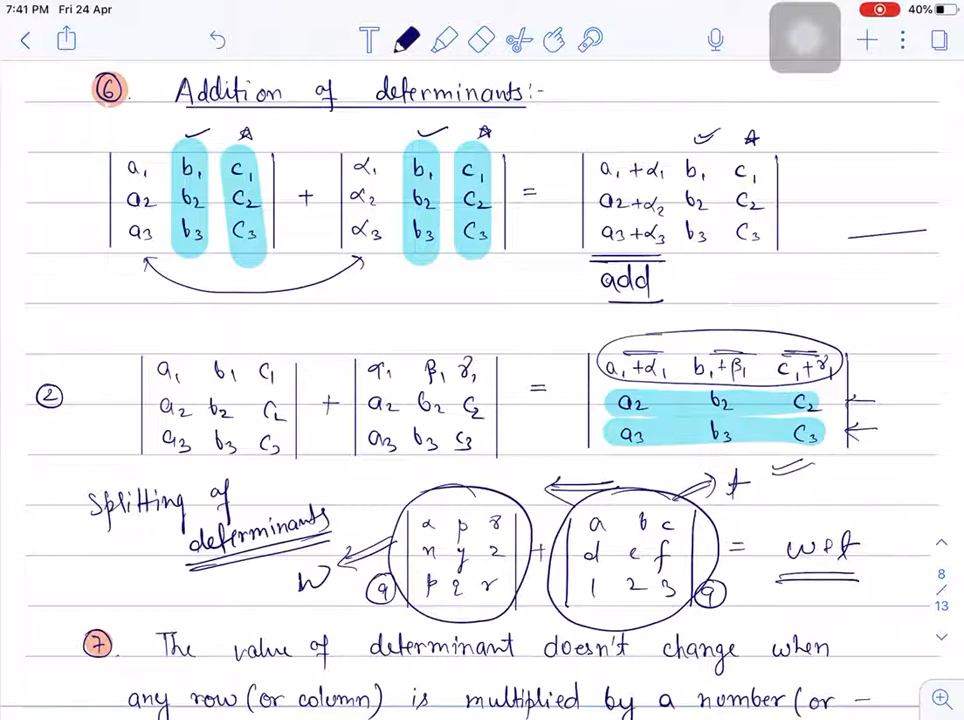 7:41 PM Fri 24 Apr
40%
T
⑥. Addition of determinants:-
| a₁ b₁ c₁ | + | α₁ b₁ c₁ | = | a₁+α₁ b₁ c₁ |
| a₂ b₂ c₂ | | α₂ b₂ c₂ | | a₂+α₂ b₂ c₂ |
| a₃ b₃ c₃ | | α₃ b₃ c₃ | | a₃+α₃ b₃ c₃ |
add
| a₁ b₁ c₁ | | α₁ β₁ γ₁ | | a₁+α₁ b₁+β₁ c₁+γ₁ |
② | a₂ b₂ c₂ | + | a₂ b₂ c₂ | = | a₂ b₂ c₂ |
| a₃ b₃ c₃ | | a₃ b₃ c₃ | | a₃ b₃ c₃ |
Splitting of
determinants
t
| α β γ | | a b c |
| x y z | + | d e f | = w+t
| p q r | | 1 2 3 |
W ⑨ ⑨
8
/
13
⑦. The value of determinant doesn't change when
any row (or column) is multiplied by a number (or -